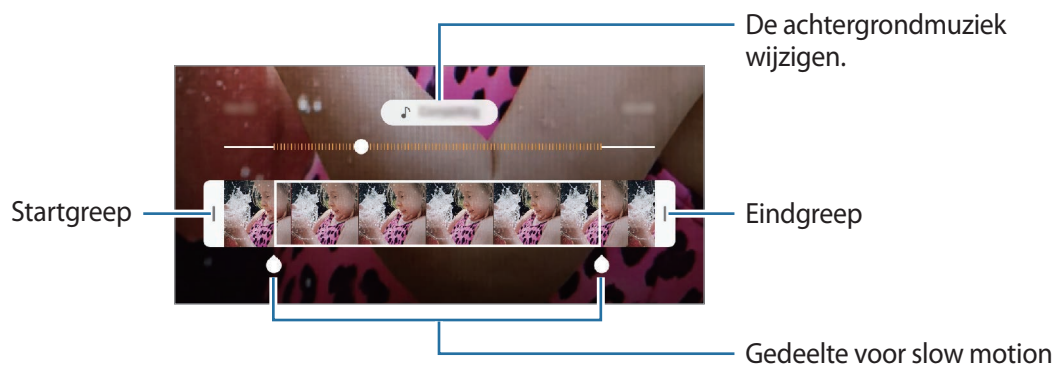 De achtergrondmuziek
wijzigen.
Startgreep
Eindgreep
Gedeelte voor slow motion